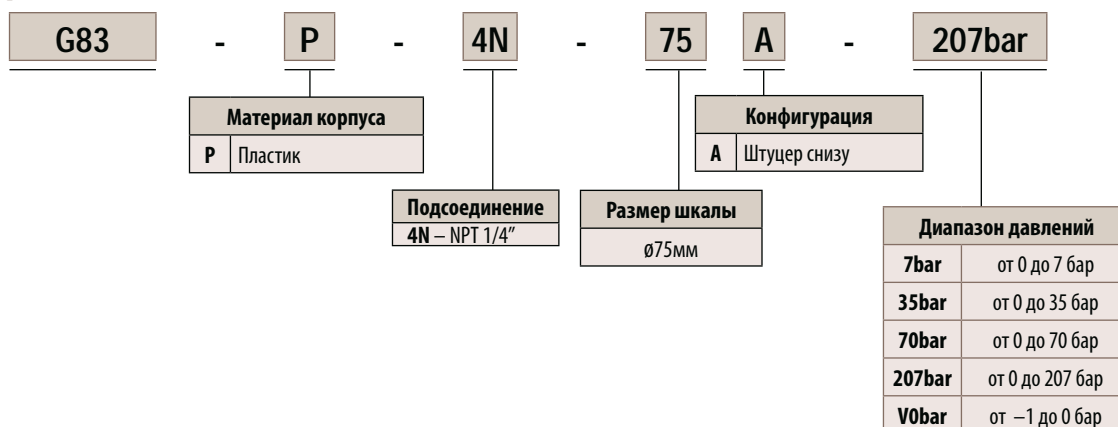 G83 - P - 4N - 75 A - 207bar
Материал корпуса
P Пластик
Конфигурация
A Штуцер снизу
Подсоединение
4N – NPT 1/4”
Размер шкалы
ø75мм
Диапазон давлений
7bar от 0 до 7 бар
35bar от 0 до 35 бар
70bar от 0 до 70 бар
207bar от 0 до 207 бар
V0bar от –1 до 0 бар